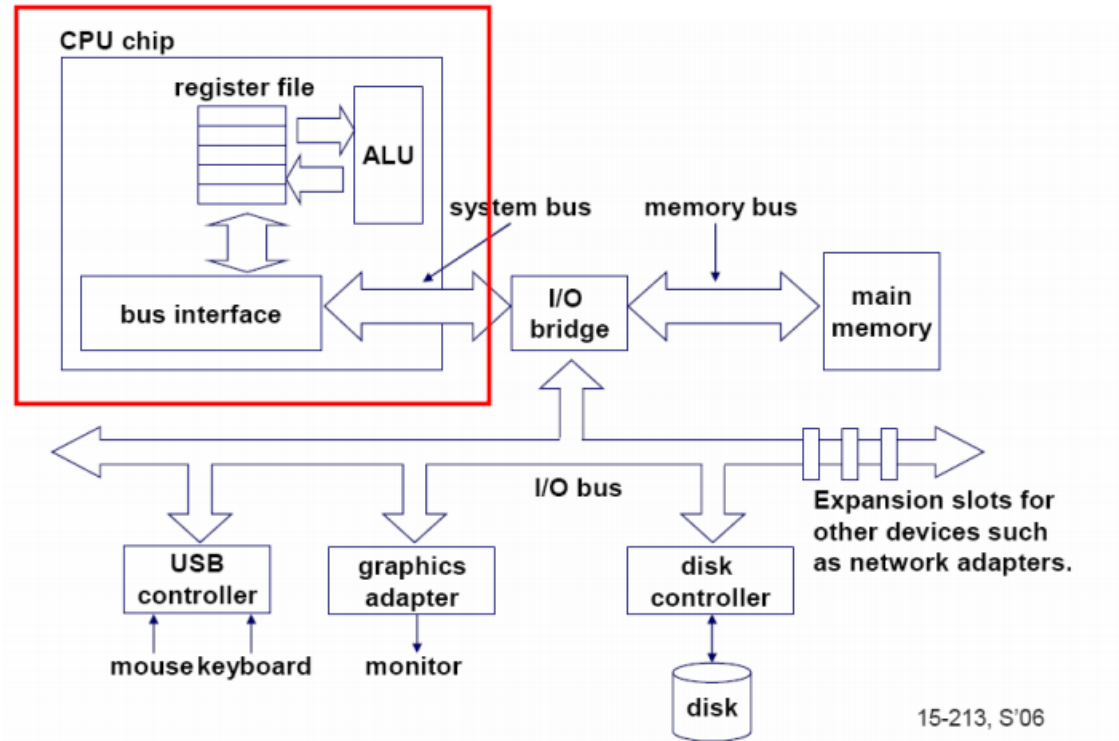 CPU chip
register file
ALU
system bus
memory bus
bus interface
I/O
bridge
main
memory
I/O bus
Expansion slots for
other devices such
as network adapters.
USB
controller
graphics
adapter
disk
controller
mouse keyboard
monitor
disk
15-213, S'06